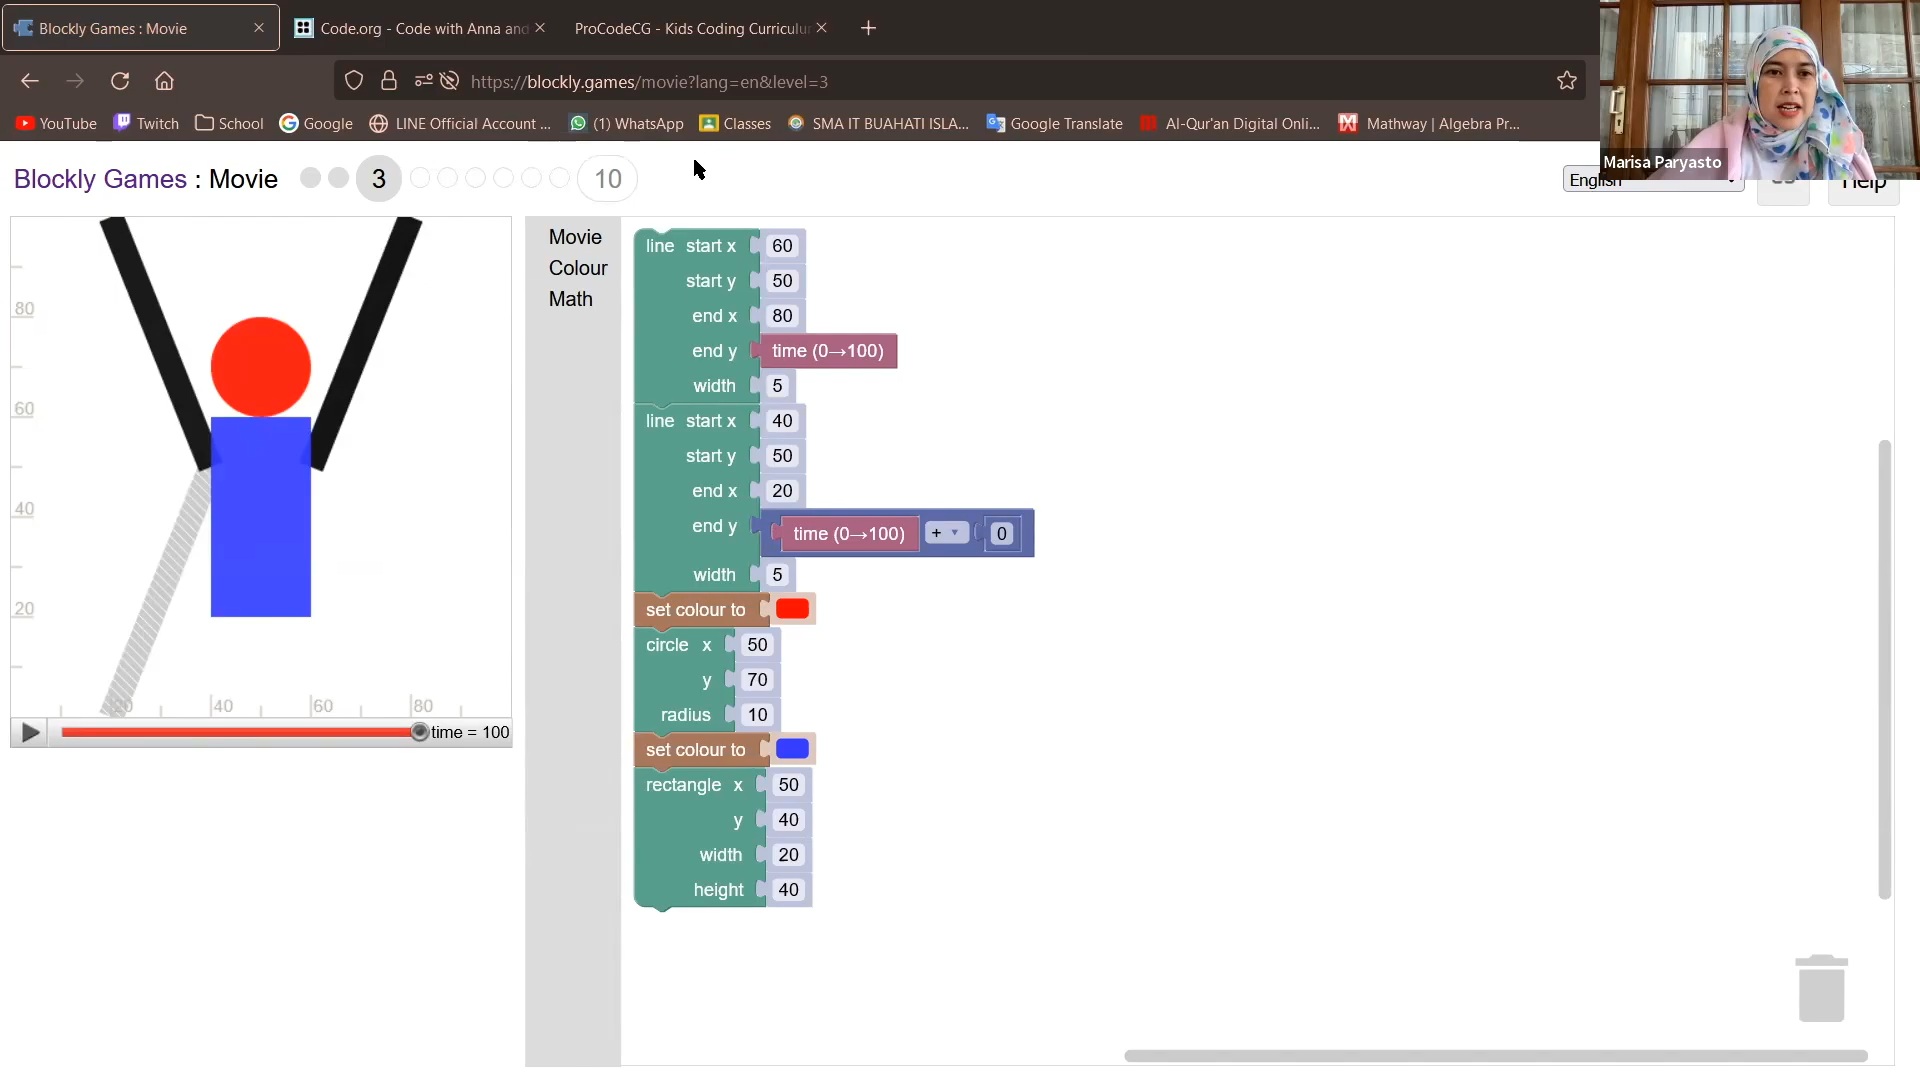 Blockly Games : Movie
Code.org - Code with Anna and
ProCodeCG - Kids Coding Curriculu
https://blockly.games/movie?lang=en&level=3
YouTube
Twitch
School
Google
LINE Official Account ...
(1) WhatsApp
Classes
SMA IT BUAHATI ISLA...
Google Translate
Al-Qur'an Digital Onli...
Mathway | Algebra Pr...
Marisa Paryasto
Blockly Games : Movie
3
10
English
Help
80
60
40
20
20
40
60
80
time = 100
Movie
Colour
Math
line start x 60
start y 50
end x 80
end y time (0→100)
width 5
line start x 40
start y 50
end x 20
end y time (0→100) + 0
width 5
set colour to
circle x 50
y 70
radius 10
set colour to
rectangle x 50
y 40
width 20
height 40